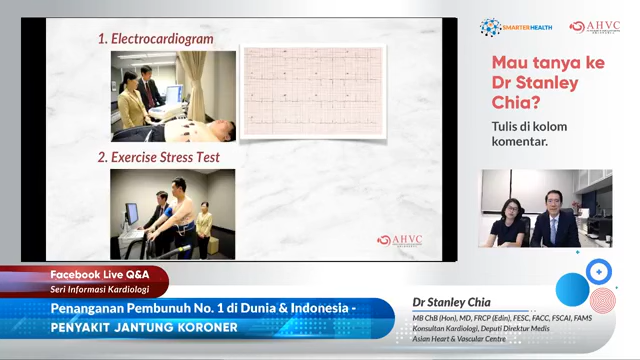 1. Electrocardiogram
2. Exercise Stress Test
AHVC
SMARTERHEALTH
AHVC
Mau tanya ke
Dr Stanley
Chia?
Tulis di kolom
komentar.
Facebook Live Q&A
Seri Informasi Kardiologi
Penanganan Pembunuh No. 1 di Dunia & Indonesia -
PENYAKIT JANTUNG KORONER
Dr Stanley Chia
MB ChB (Hon), MD, FRCP (Edin), FESC, FACC, FSCAI, FAMS
Konsultan Kardiologi, Deputi Direktur Medis
Asian Heart & Vascular Centre